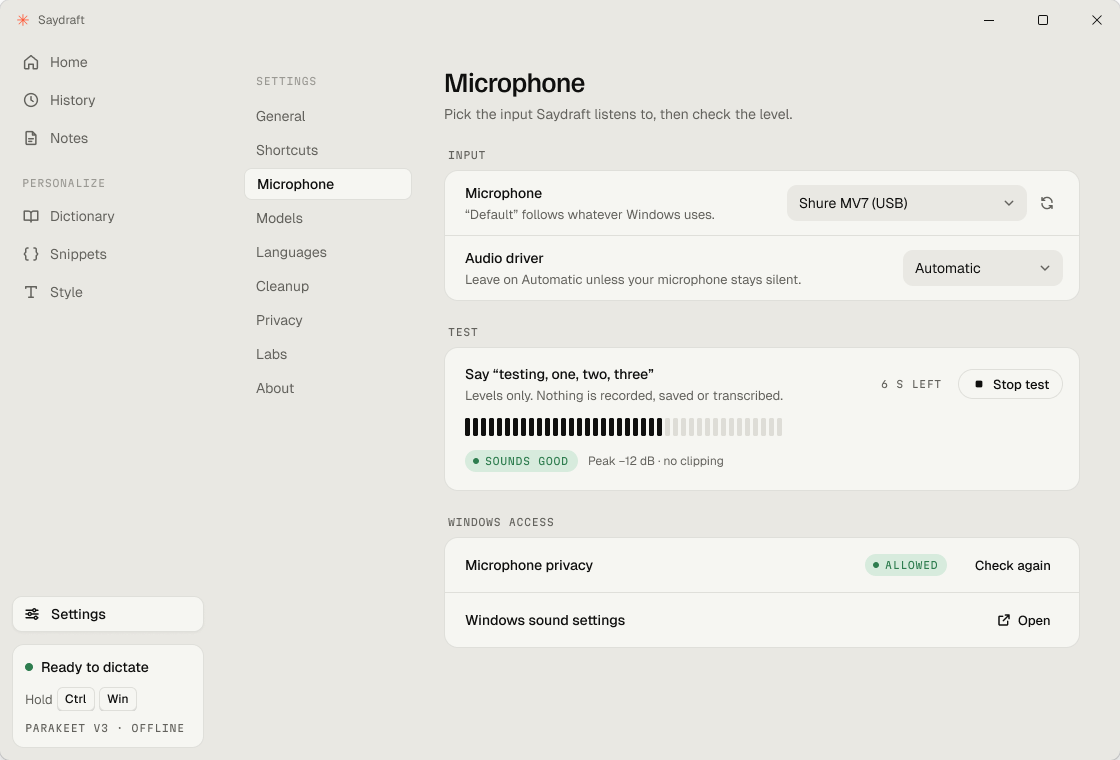 Saydraft
Home
History
Notes
PERSONALIZE
Dictionary
Snippets
Style
Settings
Ready to dictate
Hold Ctrl Win
PARAKEET V3 · OFFLINE
SETTINGS
General
Shortcuts
Microphone
Models
Languages
Cleanup
Privacy
Labs
About
Microphone
Pick the input Saydraft listens to, then check the level.
INPUT
Microphone
“Default” follows whatever Windows uses.
Shure MV7 (USB)
Audio driver
Leave on Automatic unless your microphone stays silent.
Automatic
TEST
Say “testing, one, two, three”
Levels only. Nothing is recorded, saved or transcribed.
6 S LEFT
Stop test
SOUNDS GOOD
Peak −12 dB · no clipping
WINDOWS ACCESS
Microphone privacy
ALLOWED
Check again
Windows sound settings
Open